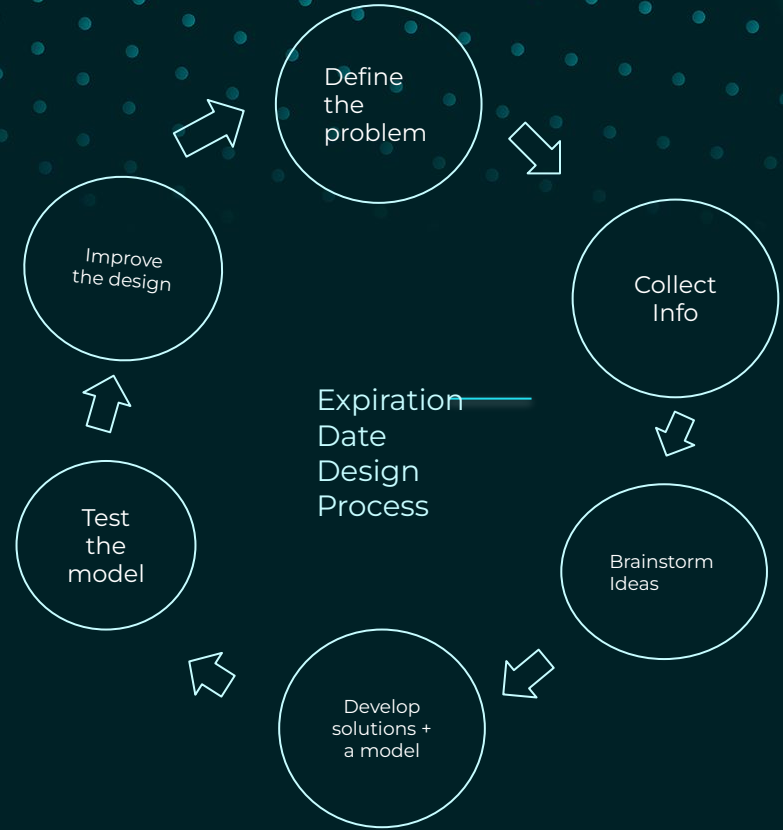 Define
the
problem
Collect
Info
Brainstorm
Ideas
Develop
solutions +
a model
Test
the
model
Improve
the design
Expiration
Date
Design
Process